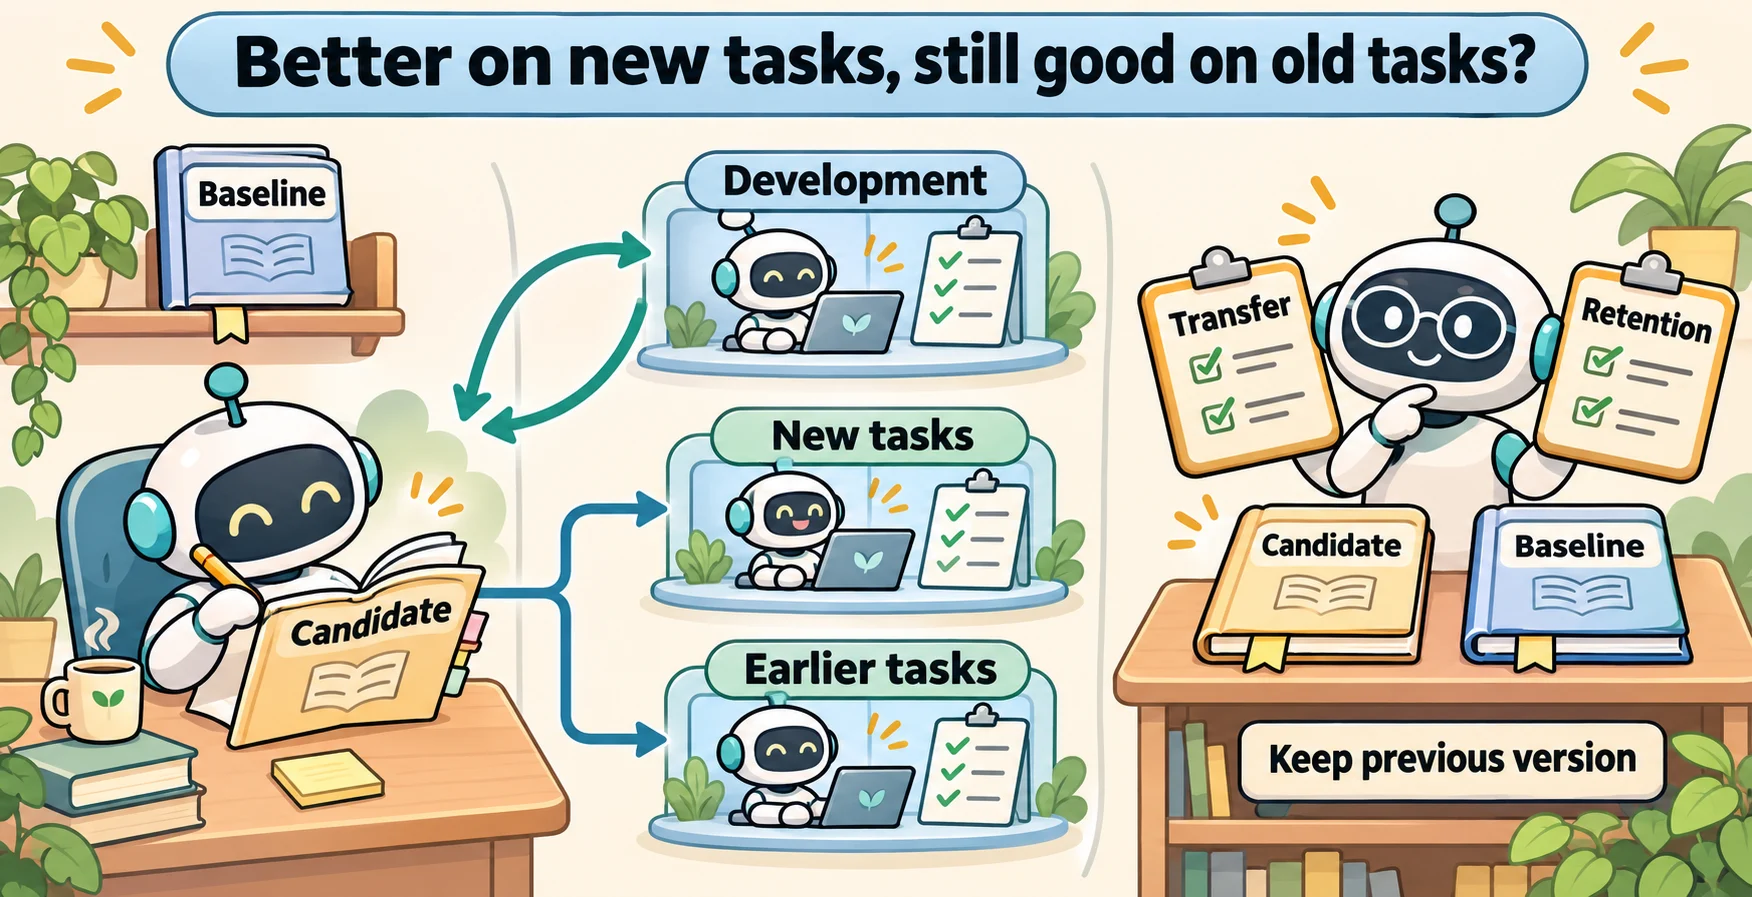 Better on new tasks, still good on old tasks?
Baseline
Candidate
Development
New tasks
Earlier tasks
Transfer
Retention
Candidate
Baseline
Keep previous version